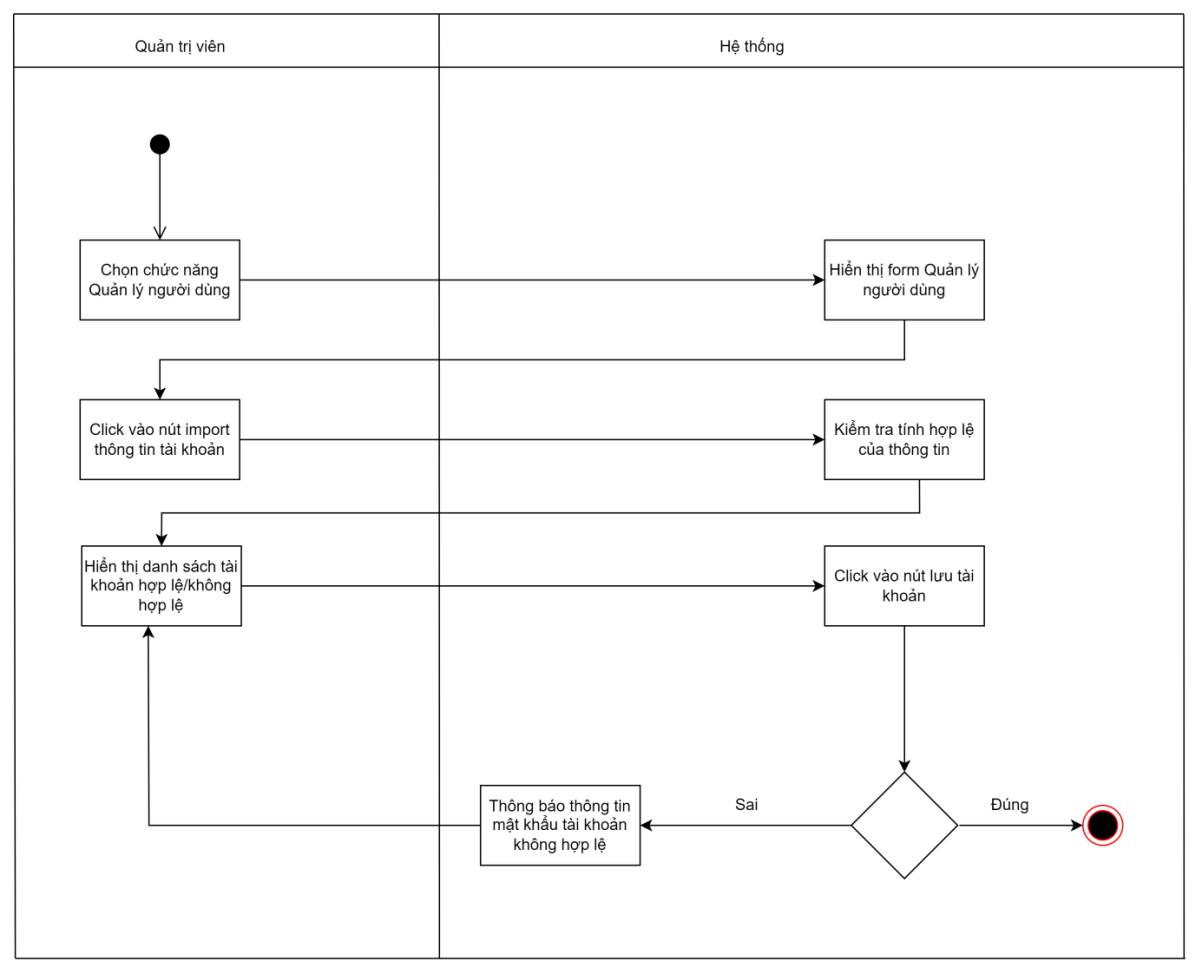 Quản trị viên
Hệ thống
Chọn chức năng
Quản lý người dùng
Hiển thị form Quản lý
người dùng
Click vào nút import
thông tin tài khoản
Kiểm tra tính hợp lệ
của thông tin
Hiển thị danh sách tài
khoản hợp lệ/không
hợp lệ
Click vào nút lưu tài
khoản
Thông báo thông tin
mật khẩu tài khoản
không hợp lệ
Sai
Đúng